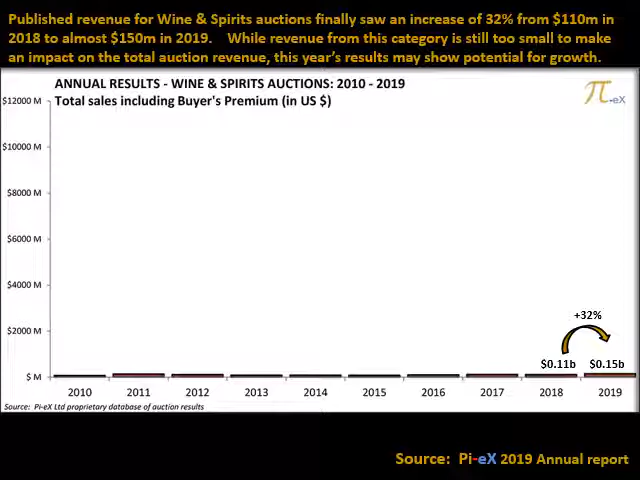 Published revenue for Wine & Spirits auctions finally saw an increase of 32% from $110m in
2018 to almost $150m in 2019. While revenue from this category is still too small to make
an impact on the total auction revenue, this year's results may show potential for growth.
ANNUAL RESULTS - WINE & SPIRITS AUCTIONS: 2010 - 2019
Total sales including Buyer's Premium (in US $)
π-eX
$12000 M
$10000 M
$8000 M
$6000 M
$4000 M
$2000 M
$ M
+32%
$0.11b $0.15b
2010 2011 2012 2013 2014 2015 2016 2017 2018 2019
Source: Pi-eX Ltd proprietary database of auction results
Source: Pi-eX 2019 Annual report